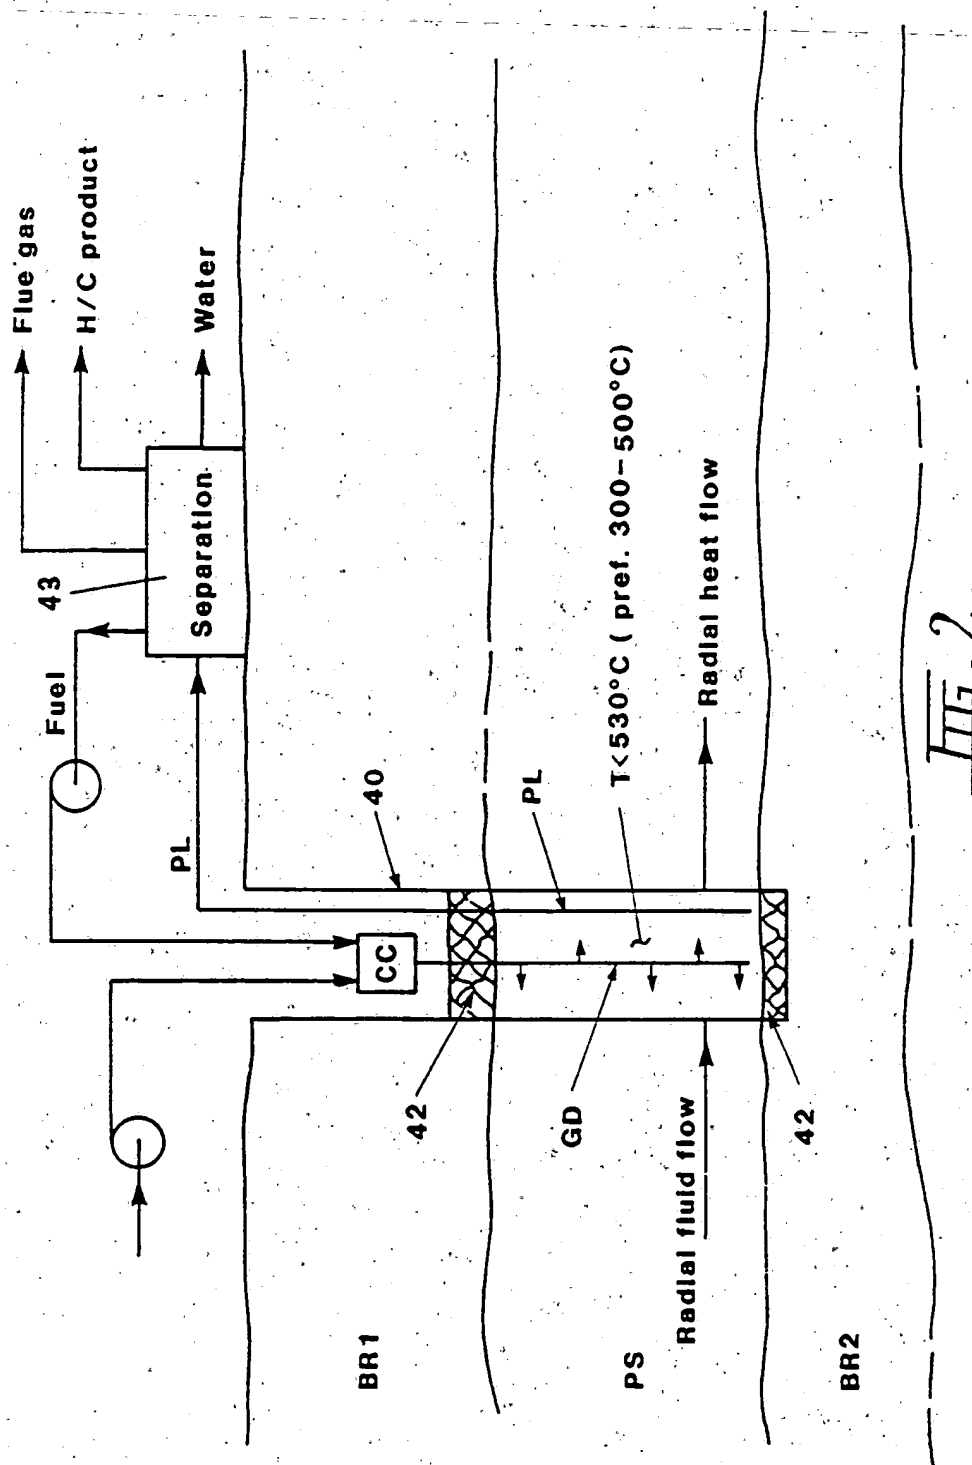 Flue gas
H/C product
Water
Fuel
43
Separation
PL
40
CC
BR1
42
PL
T<530°C ( pref. 300-500°C)
GD
PS
Radial fluid flow
Radial heat flow
42
BR2
Fig. 2.